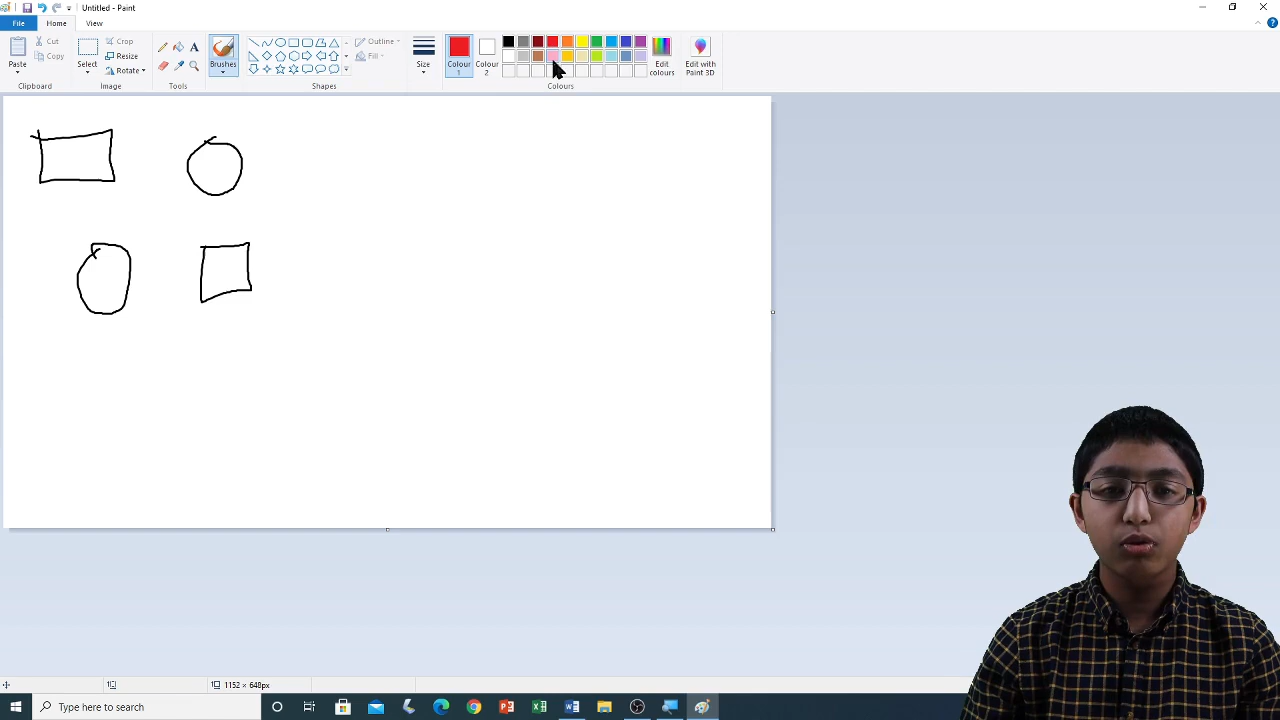 Untitled - Paint
File Home View
Paste
Cut
Copy
Clipboard
Select
Crop
Resize
Rotate
Image
A
Tools
Brushes
Outline
Fill
Shapes
Size
Colour 1
Colour 2
Edit colours
Colours
Edit with Paint 3D
1152 × 648px
Type here to search